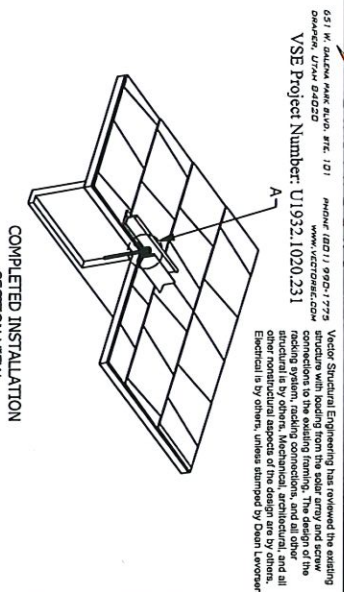 651 W. GALENA PARK BLVD. STE. 101 PHONE (801) 990-1775
DRAPER, UTAH 84020 WWW.VECTORSE.COM
VSE Project Number: U1932.1020.231
Vector Structural Engineering has reviewed the existing
structure with loading from the solar array and screw
connections to the existing framing. The design of the
racking system, racking connections, and all other
structural is by others. Mechanical, architectural, and all
other nonstructural aspects of the design are by others.
Electrical is by others, unless stamped by Dean Levorsen
A
COMPLETED INSTALLATION